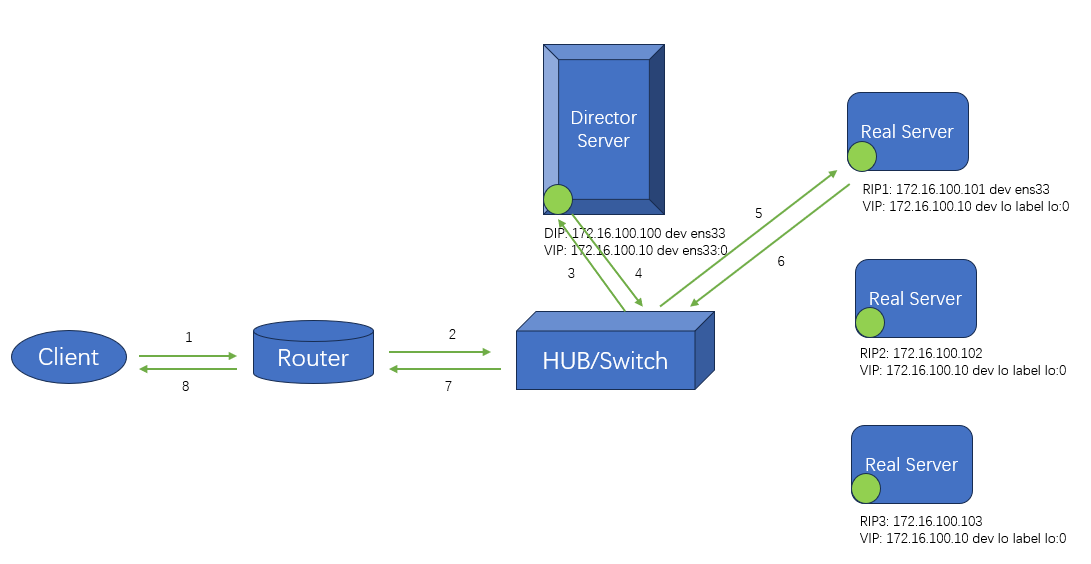 Director
Server
Real Server
RIP1: 172.16.100.101 dev ens33
VIP: 172.16.100.10 dev lo label lo:0
5
6
DIP: 172.16.100.100 dev ens33
VIP: 172.16.100.10 dev ens33:0
3
4
Real Server
RIP2: 172.16.100.102
VIP: 172.16.100.10 dev lo label lo:0
Client
1
8
Router
2
7
HUB/Switch
Real Server
RIP3: 172.16.100.103
VIP: 172.16.100.10 dev lo label lo:0